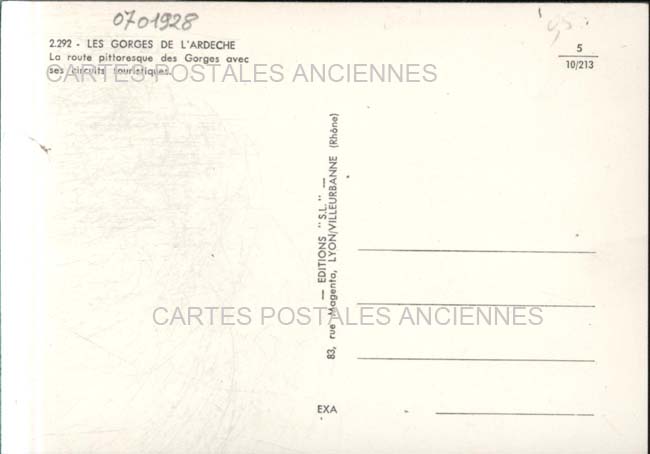 0701928
2.292 - LES GORGES DE L'ARDECHE
La route pittoresque des Gorges avec
ses circuits touristiques.
CARTES POSTALES ANCIENNES
5
10/213
— EDITIONS "S.L." —
83, rue Magenta, LYON/VILLEURBANNE (Rhône)
CARTES POSTALES ANCIENNES
EXA